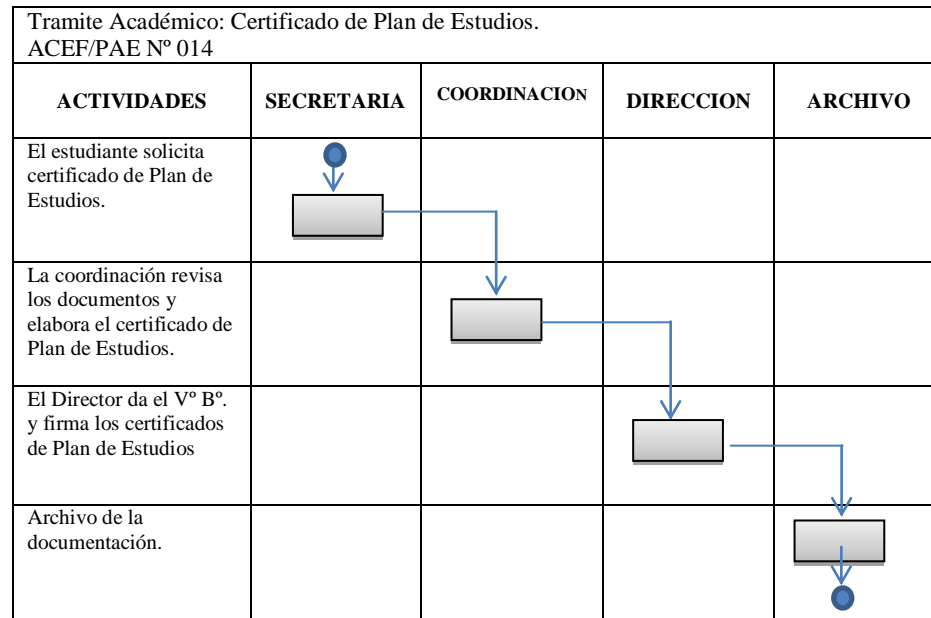 Tramite Académico: Certificado de Plan de Estudios.
ACEF/PAE Nº 014
ACTIVIDADES SECRETARIA COORDINACION DIRECCION ARCHIVO
El estudiante solicita
certificado de Plan de
Estudios.
La coordinación revisa
los documentos y
elabora el certificado de
Plan de Estudios.
El Director da el Vº Bº.
y firma los certificados
de Plan de Estudios
Archivo de la
documentación.